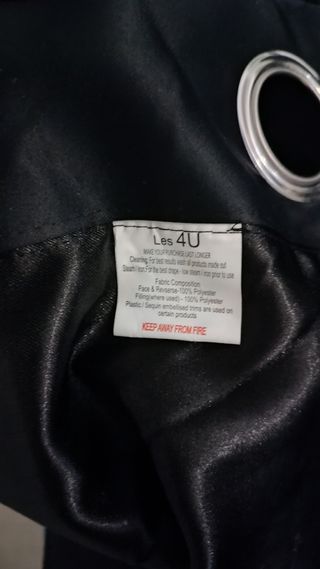 Les 4U
MAKE YOUR PURCHASE LAST LONGER
Cleaning: For best results wash all products inside out
Steam / Iron: For the best drape - low steam / iron prior to use
Fabric Composition
Face & Reverse-100% Polyester
Filling(where used) - 100% Polyester
Plastic / Sequin embellised trims are used on
certain products
KEEP AWAY FROM FIRE